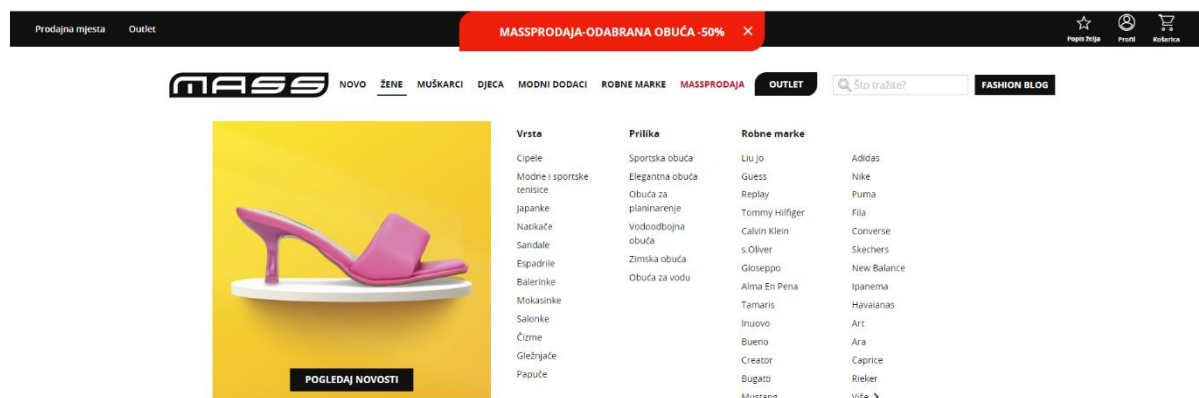 Prodajna mjesta Outlet
MASSPRODAJA-ODABRANA OBUĆA -50% ×
Popis želja Profil Košarica
MASS NOVO ŽENE MUŠKARCI DJECA MODNI DODACI ROBNE MARKE MASSPRODAJA OUTLET Što tražite? FASHION BLOG
Vrsta
Cipele
Modne i sportske
tenisice
Japanke
Natikače
Sandale
Espadrile
Balerinke
Mokasinke
Salonke
Čizme
Gležnjače
Papuče
Prilika
Sportska obuća
Elegantna obuća
Obuća za
planinarenje
Vodoodbojna
obuća
Zimska obuća
Obuća za vodu
Robne marke
Liu Jo
Guess
Replay
Tommy Hilfiger
Calvin Klein
s.Oliver
Gioseppo
Alma En Pena
Tamaris
Inuovo
Bueno
Creator
Bugatti
Mustang
Adidas
Nike
Puma
Fila
Converse
Skechers
New Balance
Ipanema
Havaianas
Art
Ara
Caprice
Rieker
Više >
POGLEDAJ NOVOSTI